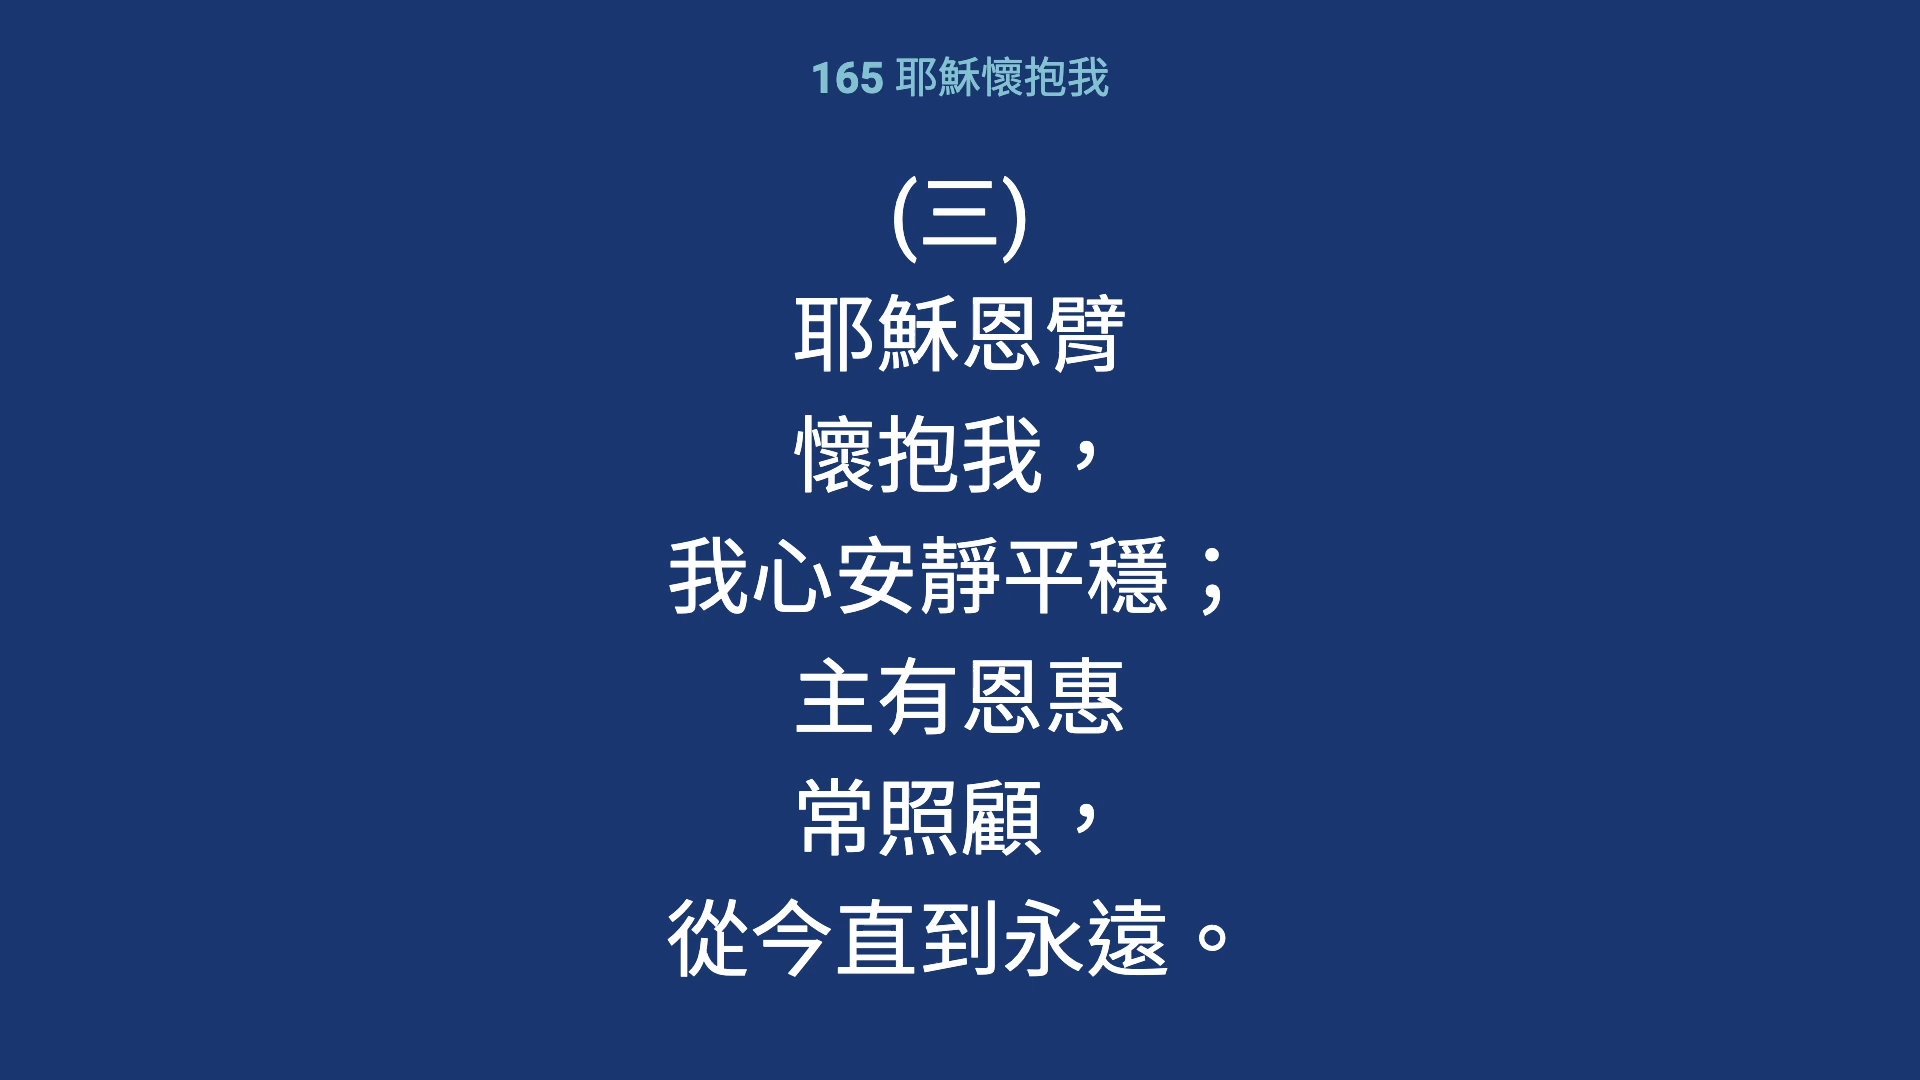 165 耶穌懷抱我
(三)
耶穌恩臂
懷抱我，
我心安靜平穩；
主有恩惠
常照顧，
從今直到永遠。